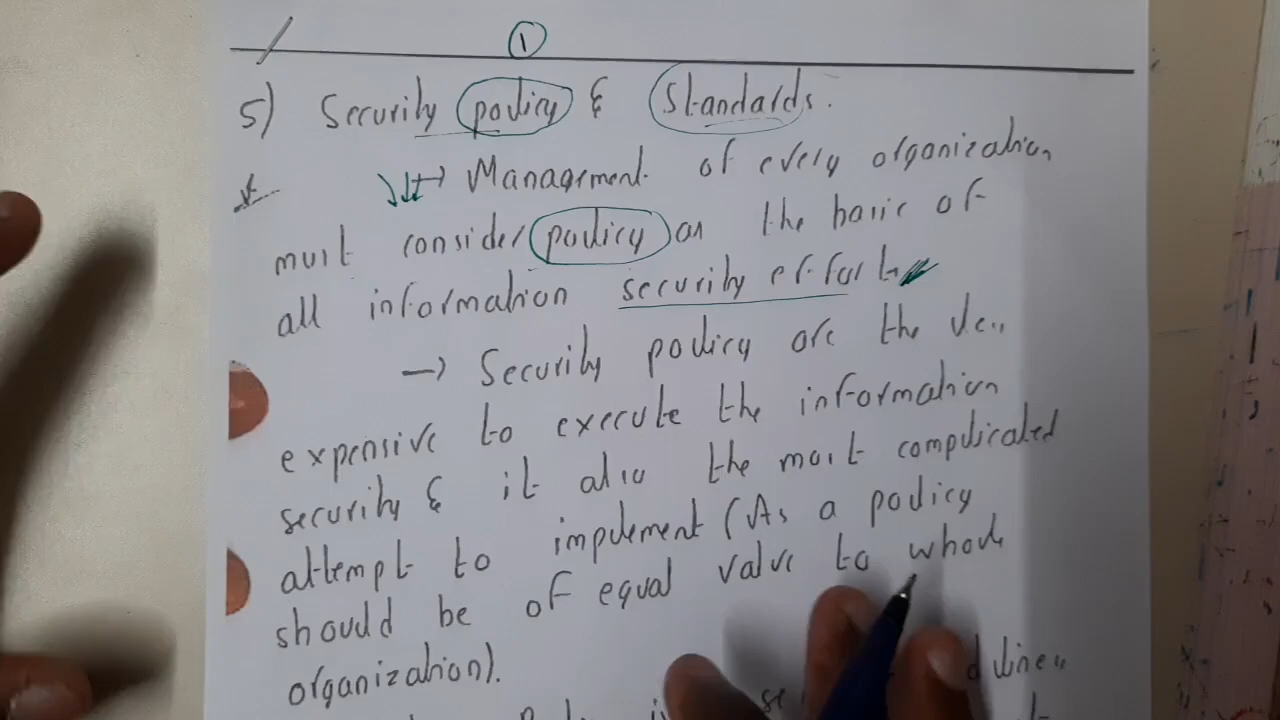 ①
5) Security policy & Standards.
→ Management of every organization
must consider policy as the basic of
all information security efforts
→ Security policy are the less
expensive to execute the information
security & it also the most complicated
attempt to implement (As a policy
should be of equal value to whole
organization).